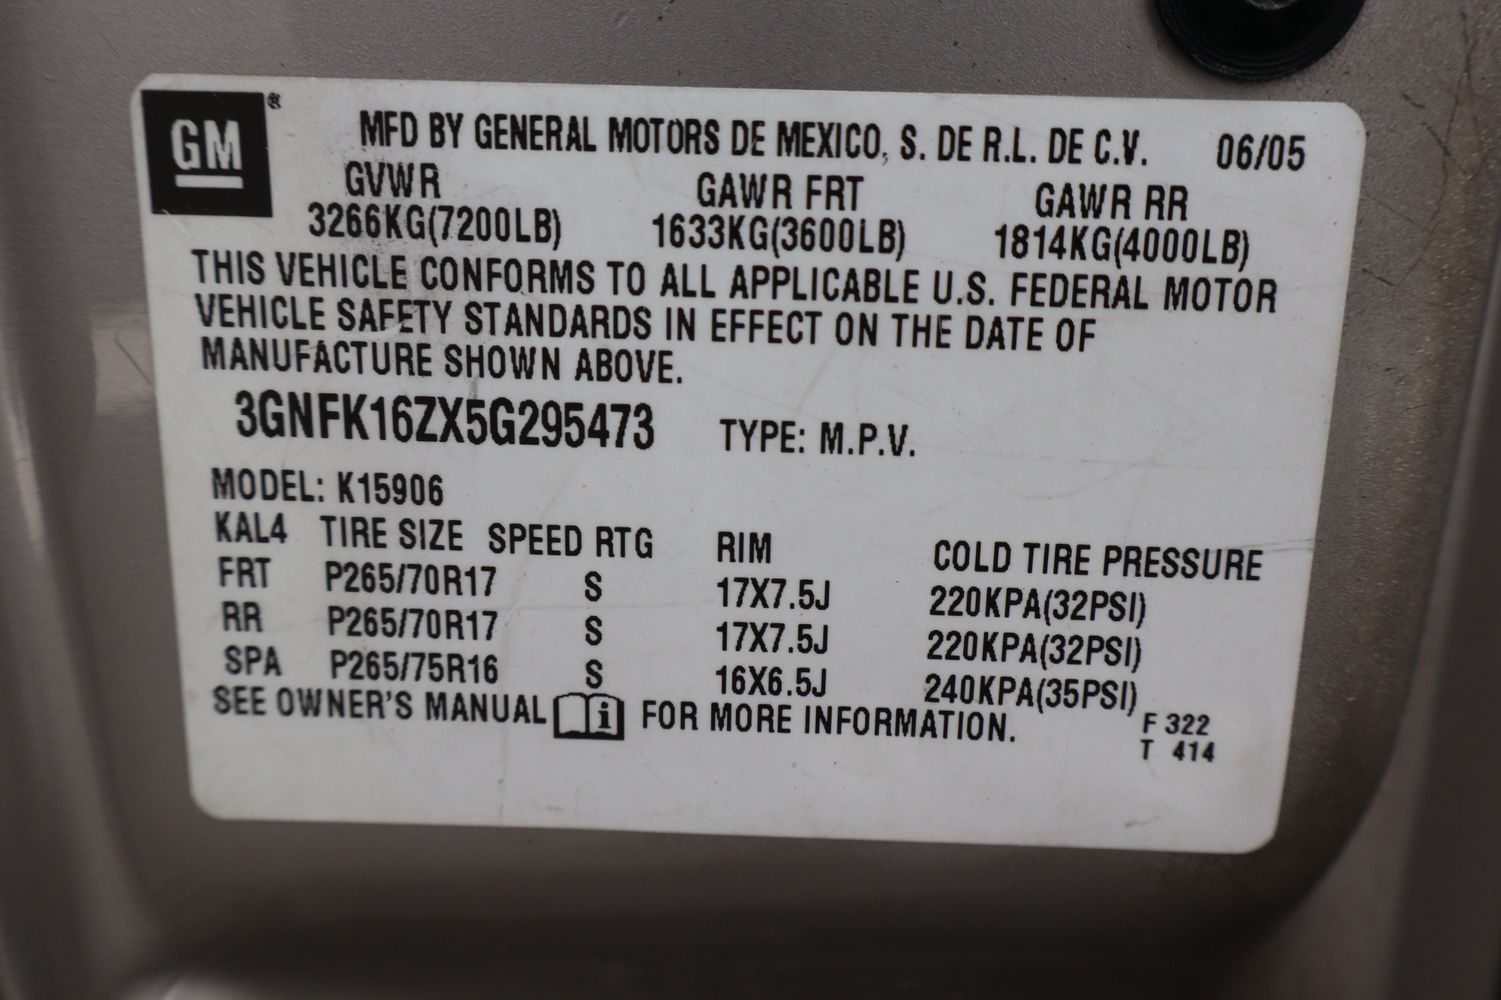 GM®
MFD BY GENERAL MOTORS DE MEXICO, S. DE R.L. DE C.V. 06/05
GVWR GAWR FRT GAWR RR
3266KG(7200LB) 1633KG(3600LB) 1814KG(4000LB)
THIS VEHICLE CONFORMS TO ALL APPLICABLE U.S. FEDERAL MOTOR
VEHICLE SAFETY STANDARDS IN EFFECT ON THE DATE OF
MANUFACTURE SHOWN ABOVE.
3GNFK16ZX5G295473 TYPE: M.P.V.
MODEL: K15906
KAL4 TIRE SIZE SPEED RTG RIM COLD TIRE PRESSURE
FRT P265/70R17 S 17X7.5J 220KPA(32PSI)
RR P265/70R17 S 17X7.5J 220KPA(32PSI)
SPA P265/75R16 S 16X6.5J 240KPA(35PSI)
SEE OWNER'S MANUAL i FOR MORE INFORMATION. F 322
T 414